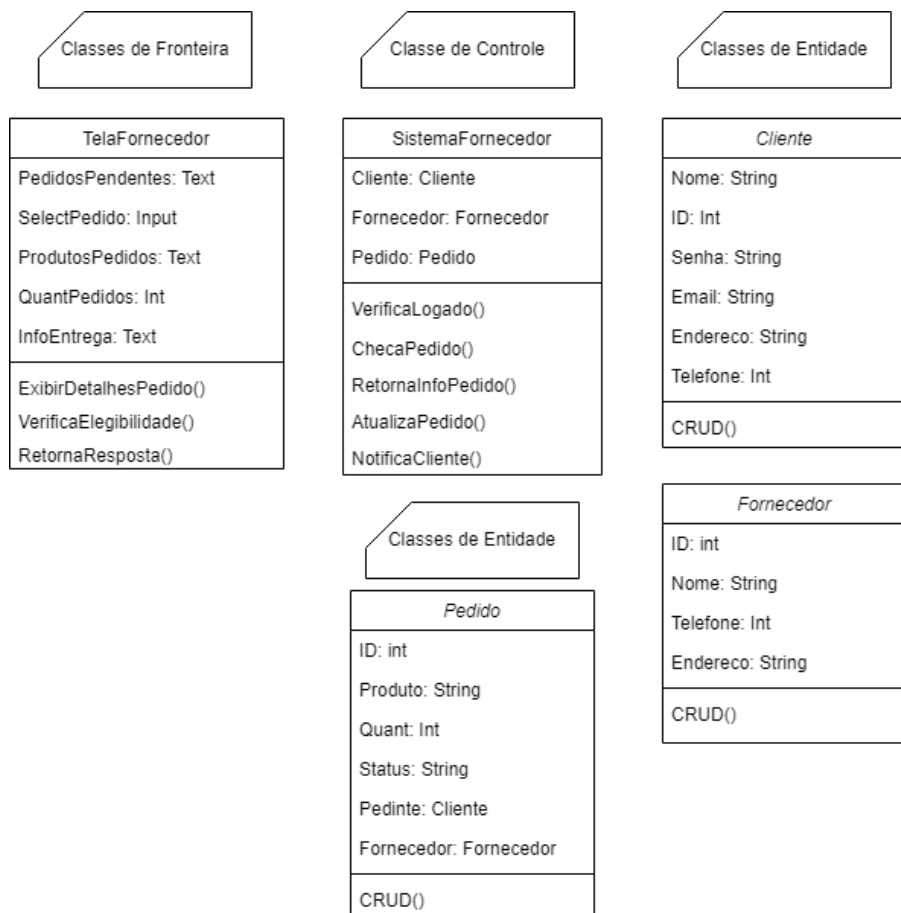 Classes de Fronteira
Classe de Controle
Classes de Entidade
TelaFornecedor
PedidosPendentes: Text
SelectPedido: Input
ProdutosPedidos: Text
QuantPedidos: Int
InfoEntrega: Text
ExibirDetalhesPedido()
VerificaElegibilidade()
RetornaResposta()
SistemaFornecedor
Cliente: Cliente
Fornecedor: Fornecedor
Pedido: Pedido
VerificaLogado()
ChecaPedido()
RetornaInfoPedido()
AtualizaPedido()
NotificaCliente()
Cliente
Nome: String
ID: Int
Senha: String
Email: String
Endereco: String
Telefone: Int
CRUD()
Classes de Entidade
Pedido
ID: int
Produto: String
Quant: Int
Status: String
Pedinte: Cliente
Fornecedor: Fornecedor
CRUD()
Fornecedor
ID: int
Nome: String
Telefone: Int
Endereco: String
CRUD()